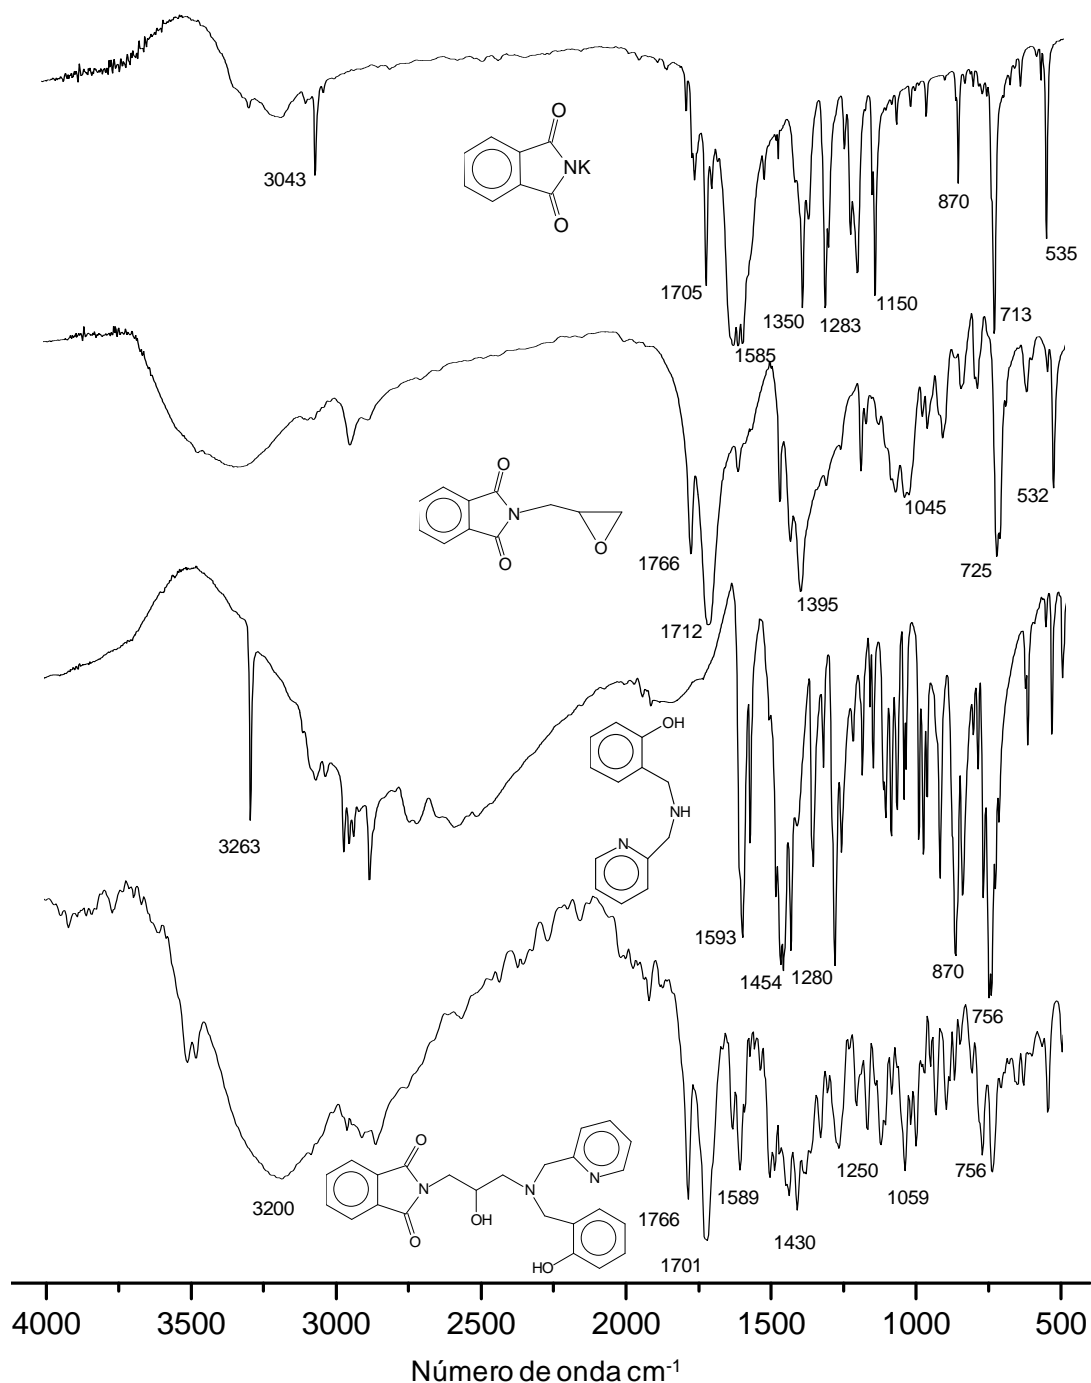 O
NK
O
3043
870
535
1705
1350
1283
1150
713
1585
O
N
O
O
1766
1712
1395
1045
532
725
OH
NH
N
3263
1593
1454
1280
870
756
O
N
O
OH
N
N
HO
3200
1766
1701
1589
1430
1250
1059
756
4000 3500 3000 2500 2000 1500 1000 500
Número de onda cm-1